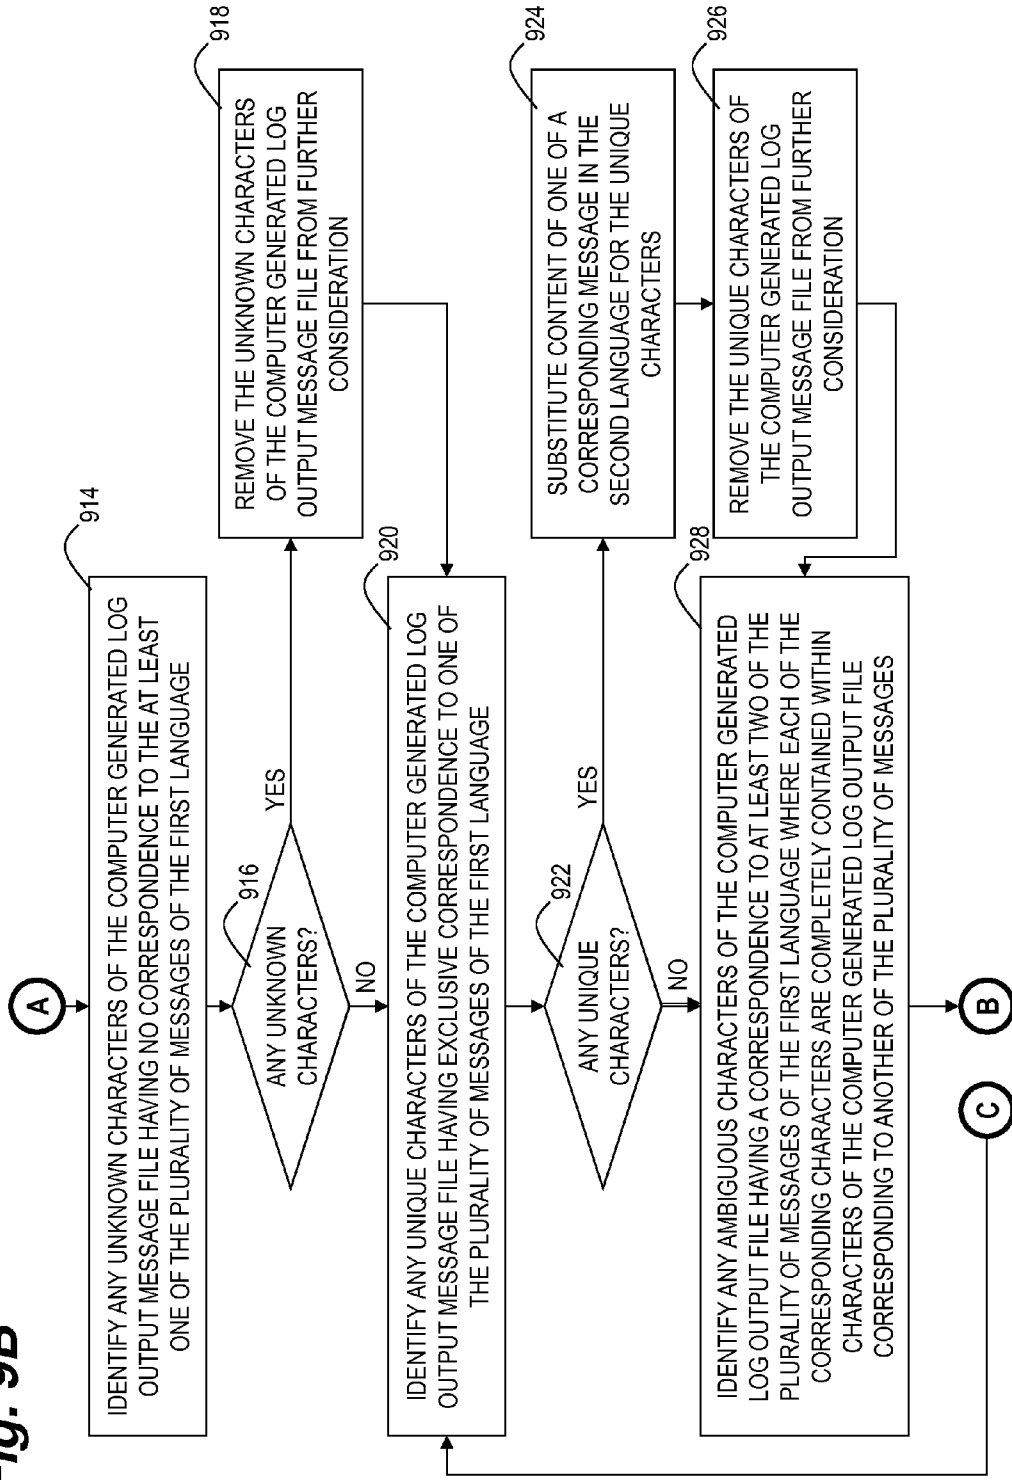 Fig. 9B
A
914
IDENTIFY ANY UNKNOWN CHARACTERS OF THE COMPUTER GENERATED LOG
OUTPUT MESSAGE FILE HAVING NO CORRESPONDENCE TO THE AT LEAST
ONE OF THE PLURALITY OF MESSAGES OF THE FIRST LANGUAGE
916
ANY UNKNOWN
CHARACTERS?
YES
NO
918
REMOVE THE UNKNOWN CHARACTERS
OF THE COMPUTER GENERATED LOG
OUTPUT MESSAGE FILE FROM FURTHER
CONSIDERATION
920
IDENTIFY ANY UNIQUE CHARACTERS OF THE COMPUTER GENERATED LOG
OUTPUT MESSAGE FILE HAVING EXCLUSIVE CORRESPONDENCE TO ONE OF
THE PLURALITY OF MESSAGES OF THE FIRST LANGUAGE
922
ANY UNIQUE
CHARACTERS?
YES
NO
924
SUBSTITUTE CONTENT OF ONE OF A
CORRESPONDING MESSAGE IN THE
SECOND LANGUAGE FOR THE UNIQUE
CHARACTERS
926
REMOVE THE UNIQUE CHARACTERS OF
THE COMPUTER GENERATED LOG
OUTPUT MESSAGE FILE FROM FURTHER
CONSIDERATION
928
IDENTIFY ANY AMBIGUOUS CHARACTERS OF THE COMPUTER GENERATED
LOG OUTPUT FILE HAVING A CORRESPONDENCE TO AT LEAST TWO OF THE
PLURALITY OF MESSAGES OF THE FIRST LANGUAGE WHERE EACH OF THE
CORRESPONDING CHARACTERS ARE COMPLETELY CONTAINED WITHIN
CHARACTERS OF THE COMPUTER GENERATED LOG OUTPUT FILE
CORRESPONDING TO ANOTHER OF THE PLURALITY OF MESSAGES
C
B